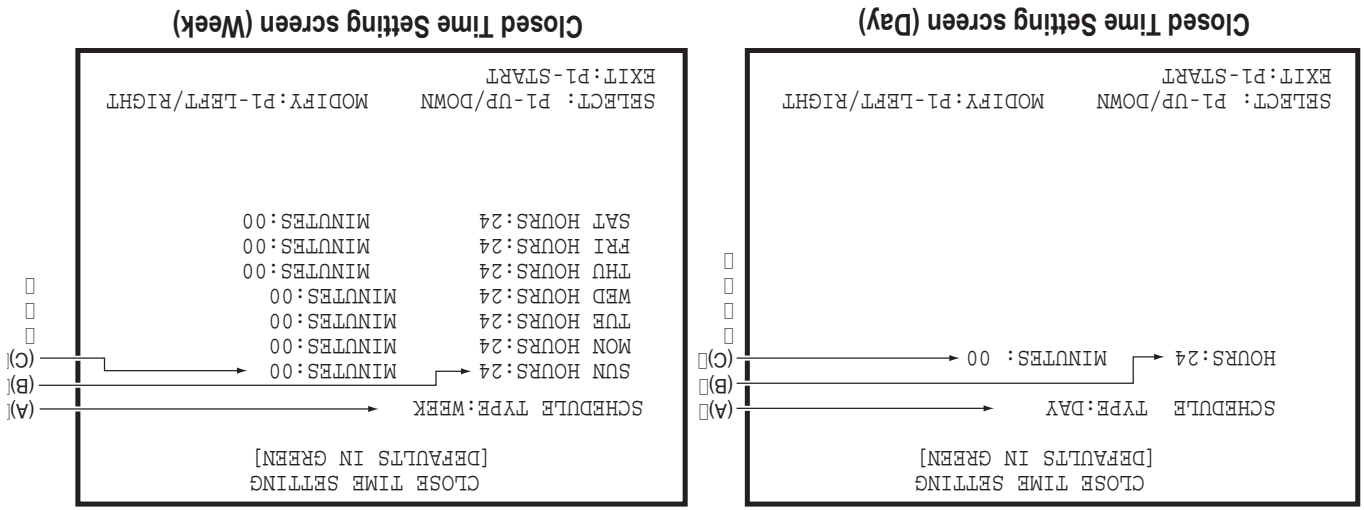 CLOSE TIME SETTING
[DEFAULTS IN GREEN]
SCHEDULE TYPE:DAY
(A)
HOURS:24 MINUTES: 00
(B)
(C)
SELECT: P1-UP/DOWN MODIFY:P1-LEFT/RIGHT
EXIT:P1-START
Closed Time Setting screen (Day)
CLOSE TIME SETTING
[DEFAULTS IN GREEN]
SCHEDULE TYPE:WEEK
(A)
(B)
SUN HOURS:24 MINUTES:00
(C)
MON HOURS:24 MINUTES:00
TUE HOURS:24 MINUTES:00
WED HOURS:24 MINUTES:00
THU HOURS:24 MINUTES:00
FRI HOURS:24 MINUTES:00
SAT HOURS:24 MINUTES:00
SELECT: P1-UP/DOWN MODIFY:P1-LEFT/RIGHT
EXIT:P1-START
Closed Time Setting screen (Week)